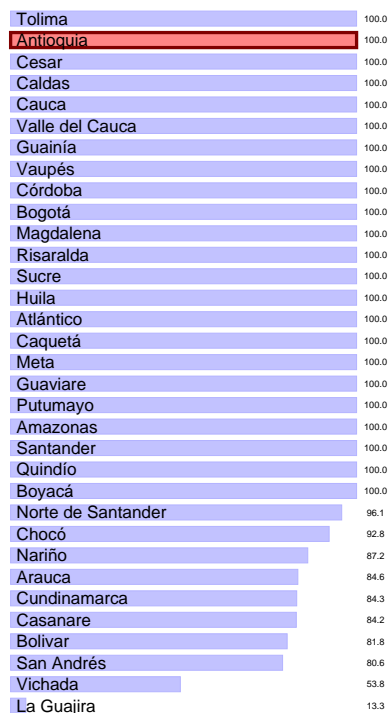 Tolima 100.0
Antioquia 100.0
Cesar 100.0
Caldas 100.0
Cauca 100.0
Valle del Cauca 100.0
Guainía 100.0
Vaupés 100.0
Córdoba 100.0
Bogotá 100.0
Magdalena 100.0
Risaralda 100.0
Sucre 100.0
Huila 100.0
Atlántico 100.0
Caquetá 100.0
Meta 100.0
Guaviare 100.0
Putumayo 100.0
Amazonas 100.0
Santander 100.0
Quindío 100.0
Boyacá 100.0
Norte de Santander 96.1
Chocó 92.8
Nariño 87.2
Arauca 84.6
Cundinamarca 84.3
Casanare 84.2
Bolivar 81.8
San Andrés 80.6
Vichada 53.8
La Guajira 13.3